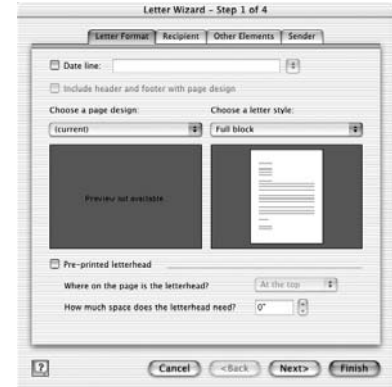 Letter Wizard – Step 1 of 4
Letter Format Recipient Other Elements Sender
Date line:
Include header and footer with page design
Choose a page design: Choose a letter style:
(current) Full block
Preview not available.
Pre-printed letterhead
Where on the page is the letterhead? At the top
How much space does the letterhead need? 0"
? Cancel <Back Next> Finish